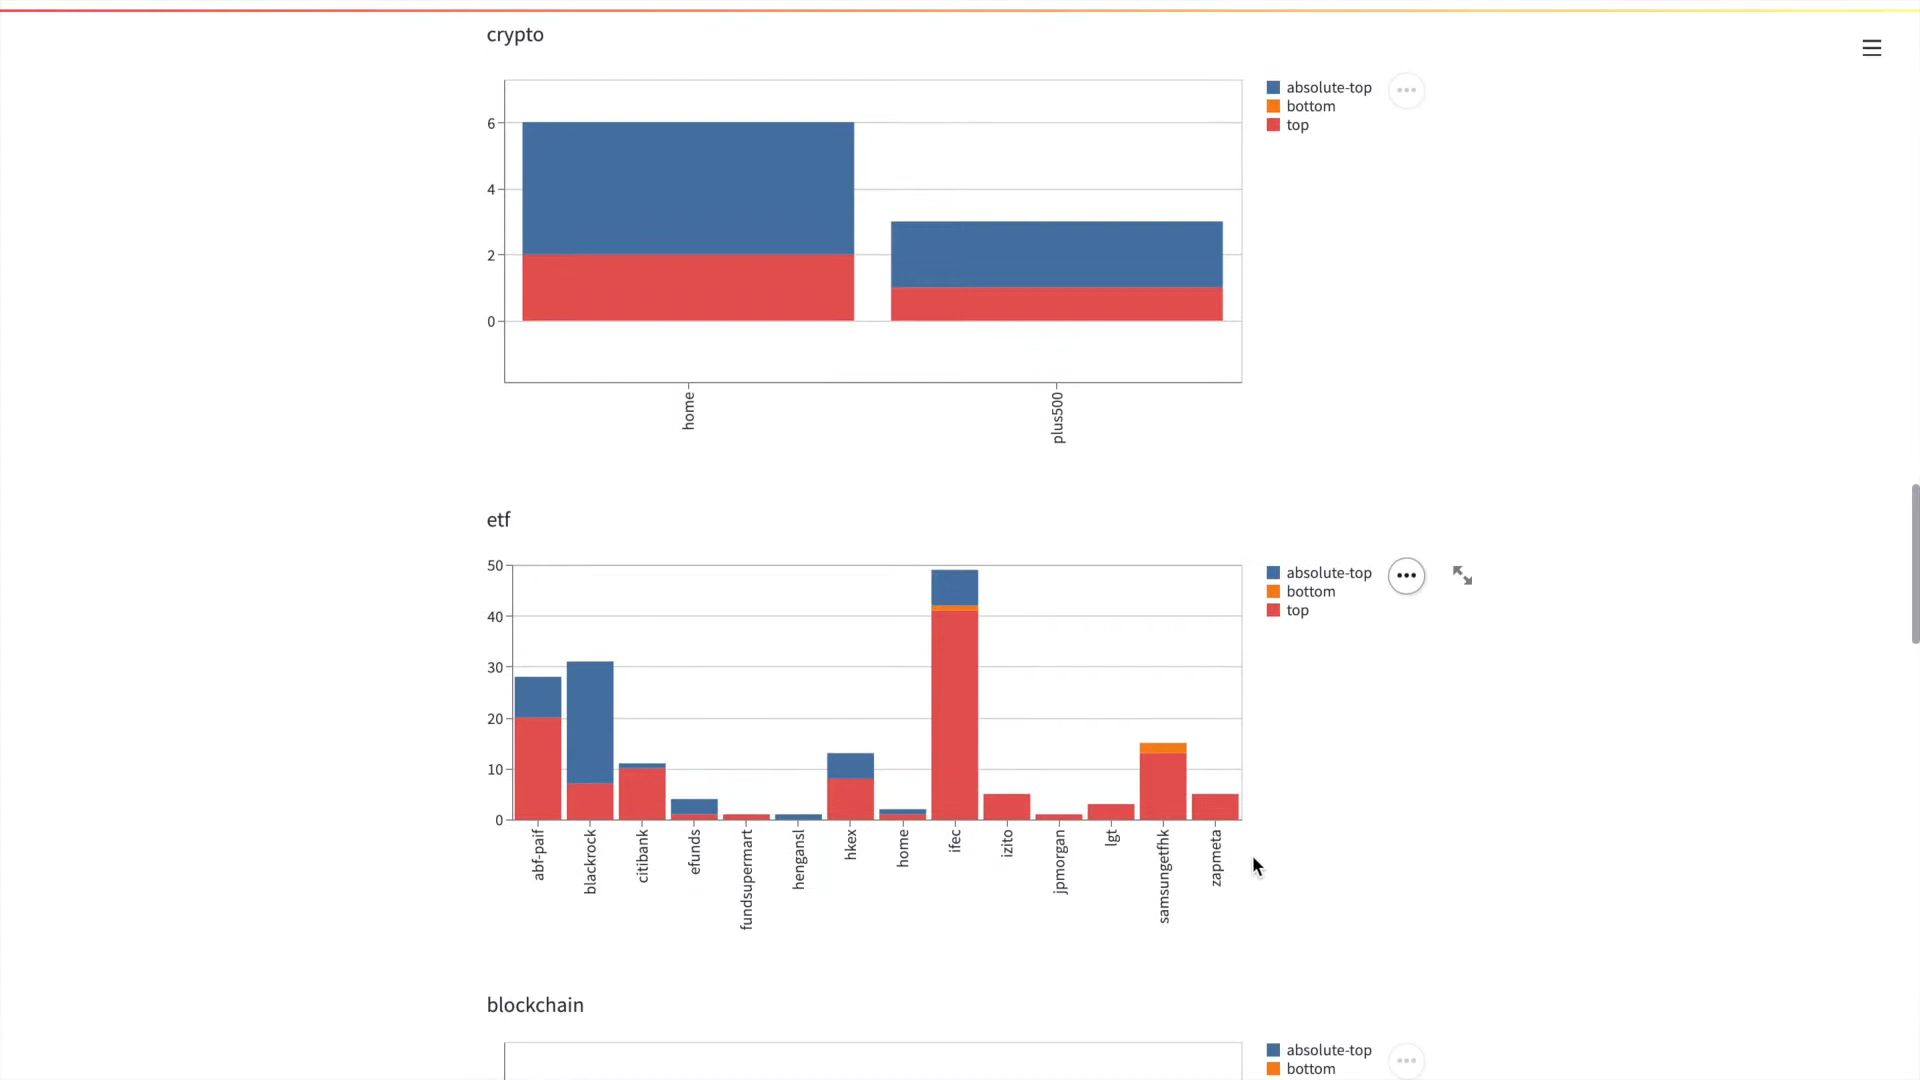 crypto
absolute-top
bottom
top
6
4
2
0
home
plus500
etf
absolute-top
bottom
top
50
40
30
20
10
0
abf-paif
blackrock
citibank
efunds
fundsupermart
hengansl
hkex
home
ifec
izito
jpmorgan
lgt
samsungetfhk
zapmeta
blockchain
absolute-top
bottom